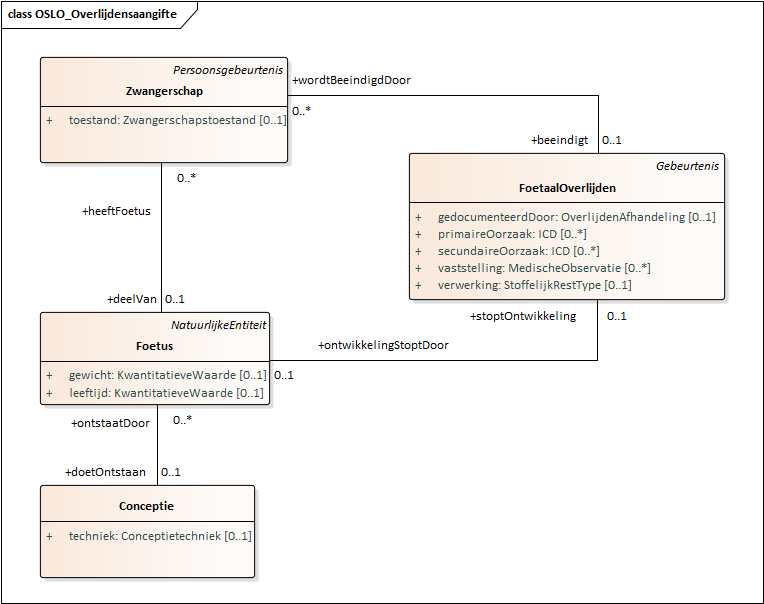 class OSLO_Overlijdensaangifte
Persoonsgebeurtenis
Zwangerschap
+ toestand: Zwangerschapstoestand [0..1]
+wordtBeeindigdDoor
0..*
+beeindigt 0..1
Gebeurtenis
FoetaalOverlijden
+ gedocumenteerdDoor: OverlijdenAfhandeling [0..1]
+ primaireOorzaak: ICD [0..*]
+ secundaireOorzaak: ICD [0..*]
+ vaststelling: MedischeObservatie [0..*]
+ verwerking: StoffelijkRestType [0..1]
0..*
+heeftFoetus
+deelVan 0..1
+stoptOntwikkeling 0..1
NatuurlijkeEntiteit
Foetus
+ gewicht: KwantitatieveWaarde [0..1]
+ leeftijd: KwantitatieveWaarde [0..1]
+ontwikkelingStoptDoor
0..1
+ontstaatDoor 0..*
+doetOntstaan 0..1
Conceptie
+ techniek: Conceptietechniek [0..1]